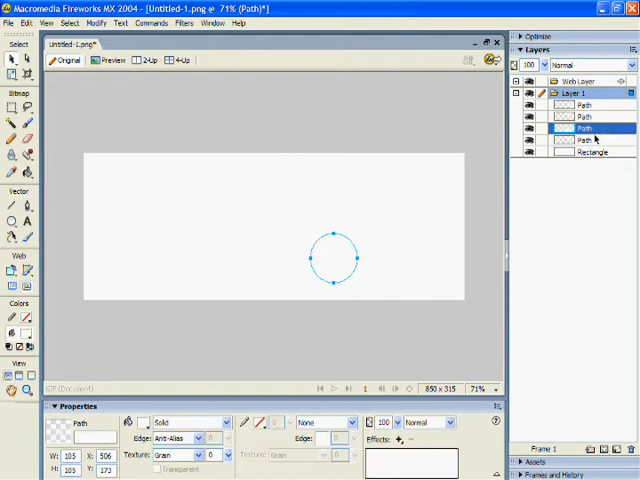 Macromedia Fireworks MX 2004 - [Untitled-1.png @ 71% (Path)*]
File Edit View Select Modify Text Commands Filters Window Help
Select
Bitmap
Vector
Web
Colors
View
Untitled-1.png*
Original Preview 2-Up 4-Up
GIF (Document)
1 850 x 315 71%
Optimize
Layers
100 Normal
Web Layer
Layer 1
Path
Path
Path
Path
Rectangle
Frame 1
Assets
Frames and History
Properties
Path
W: 105 X: 506
H: 105 Y: 173
Solid
Edge: Anti-Alias 0
Texture: Grain 0
Transparent
0 None
Edge: 0
Texture: Grain 0
100 Normal
Effects: